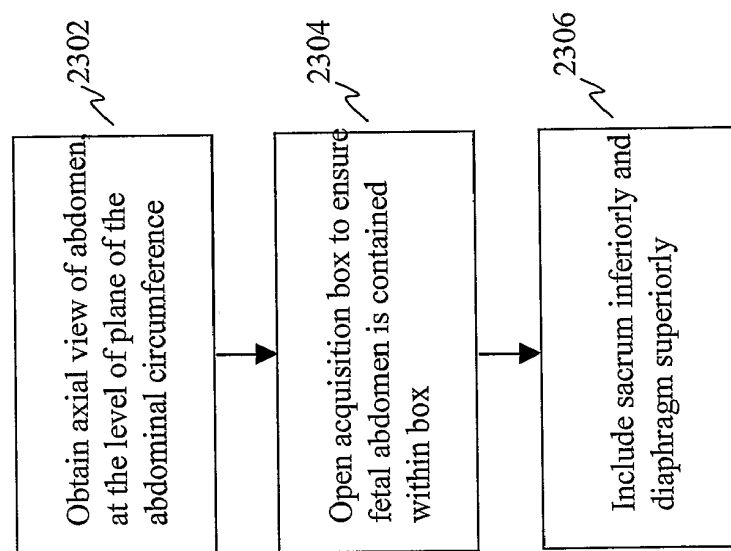 2302
Obtain axial view of abdomen,
at the level of plane of the
abdominal circumference
2304
Open acquisition box to ensure
fetal abdomen is contained
within box
2306
Include sacrum inferiorly and
diaphragm superiorly